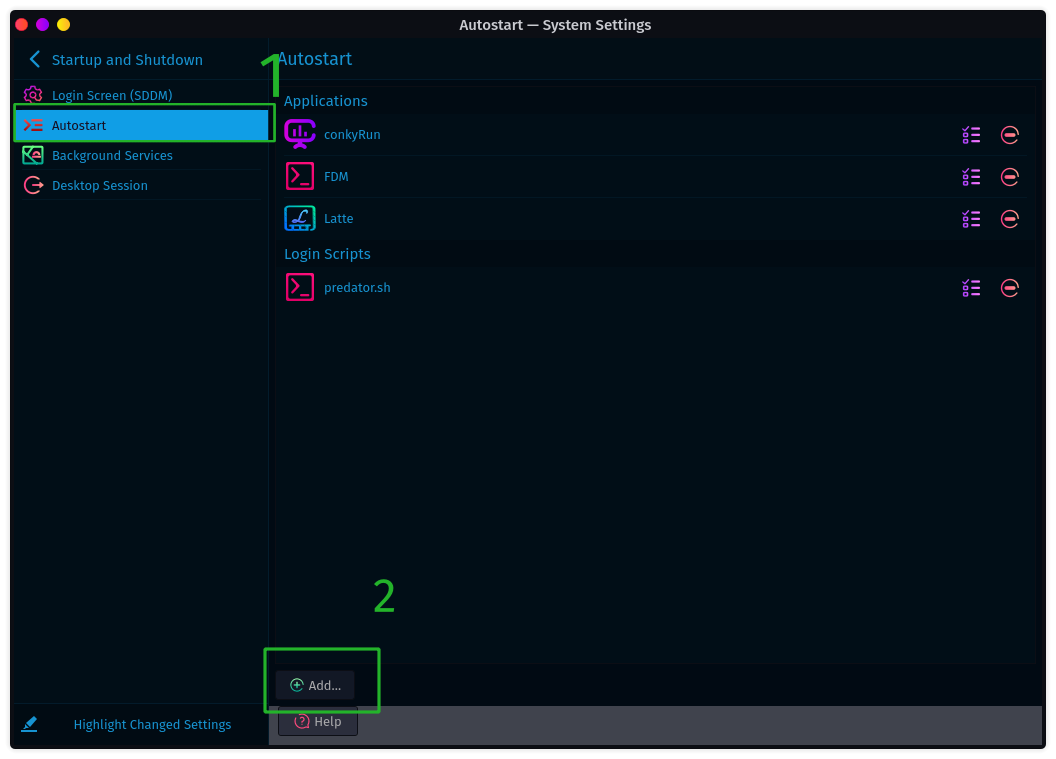 Autostart — System Settings
Startup and Shutdown
Login Screen (SDDM)
Autostart
Background Services
Desktop Session
Highlight Changed Settings
1
Autostart
Applications
conkyRun
FDM
Latte
Login Scripts
predator.sh
2
Add...
Help